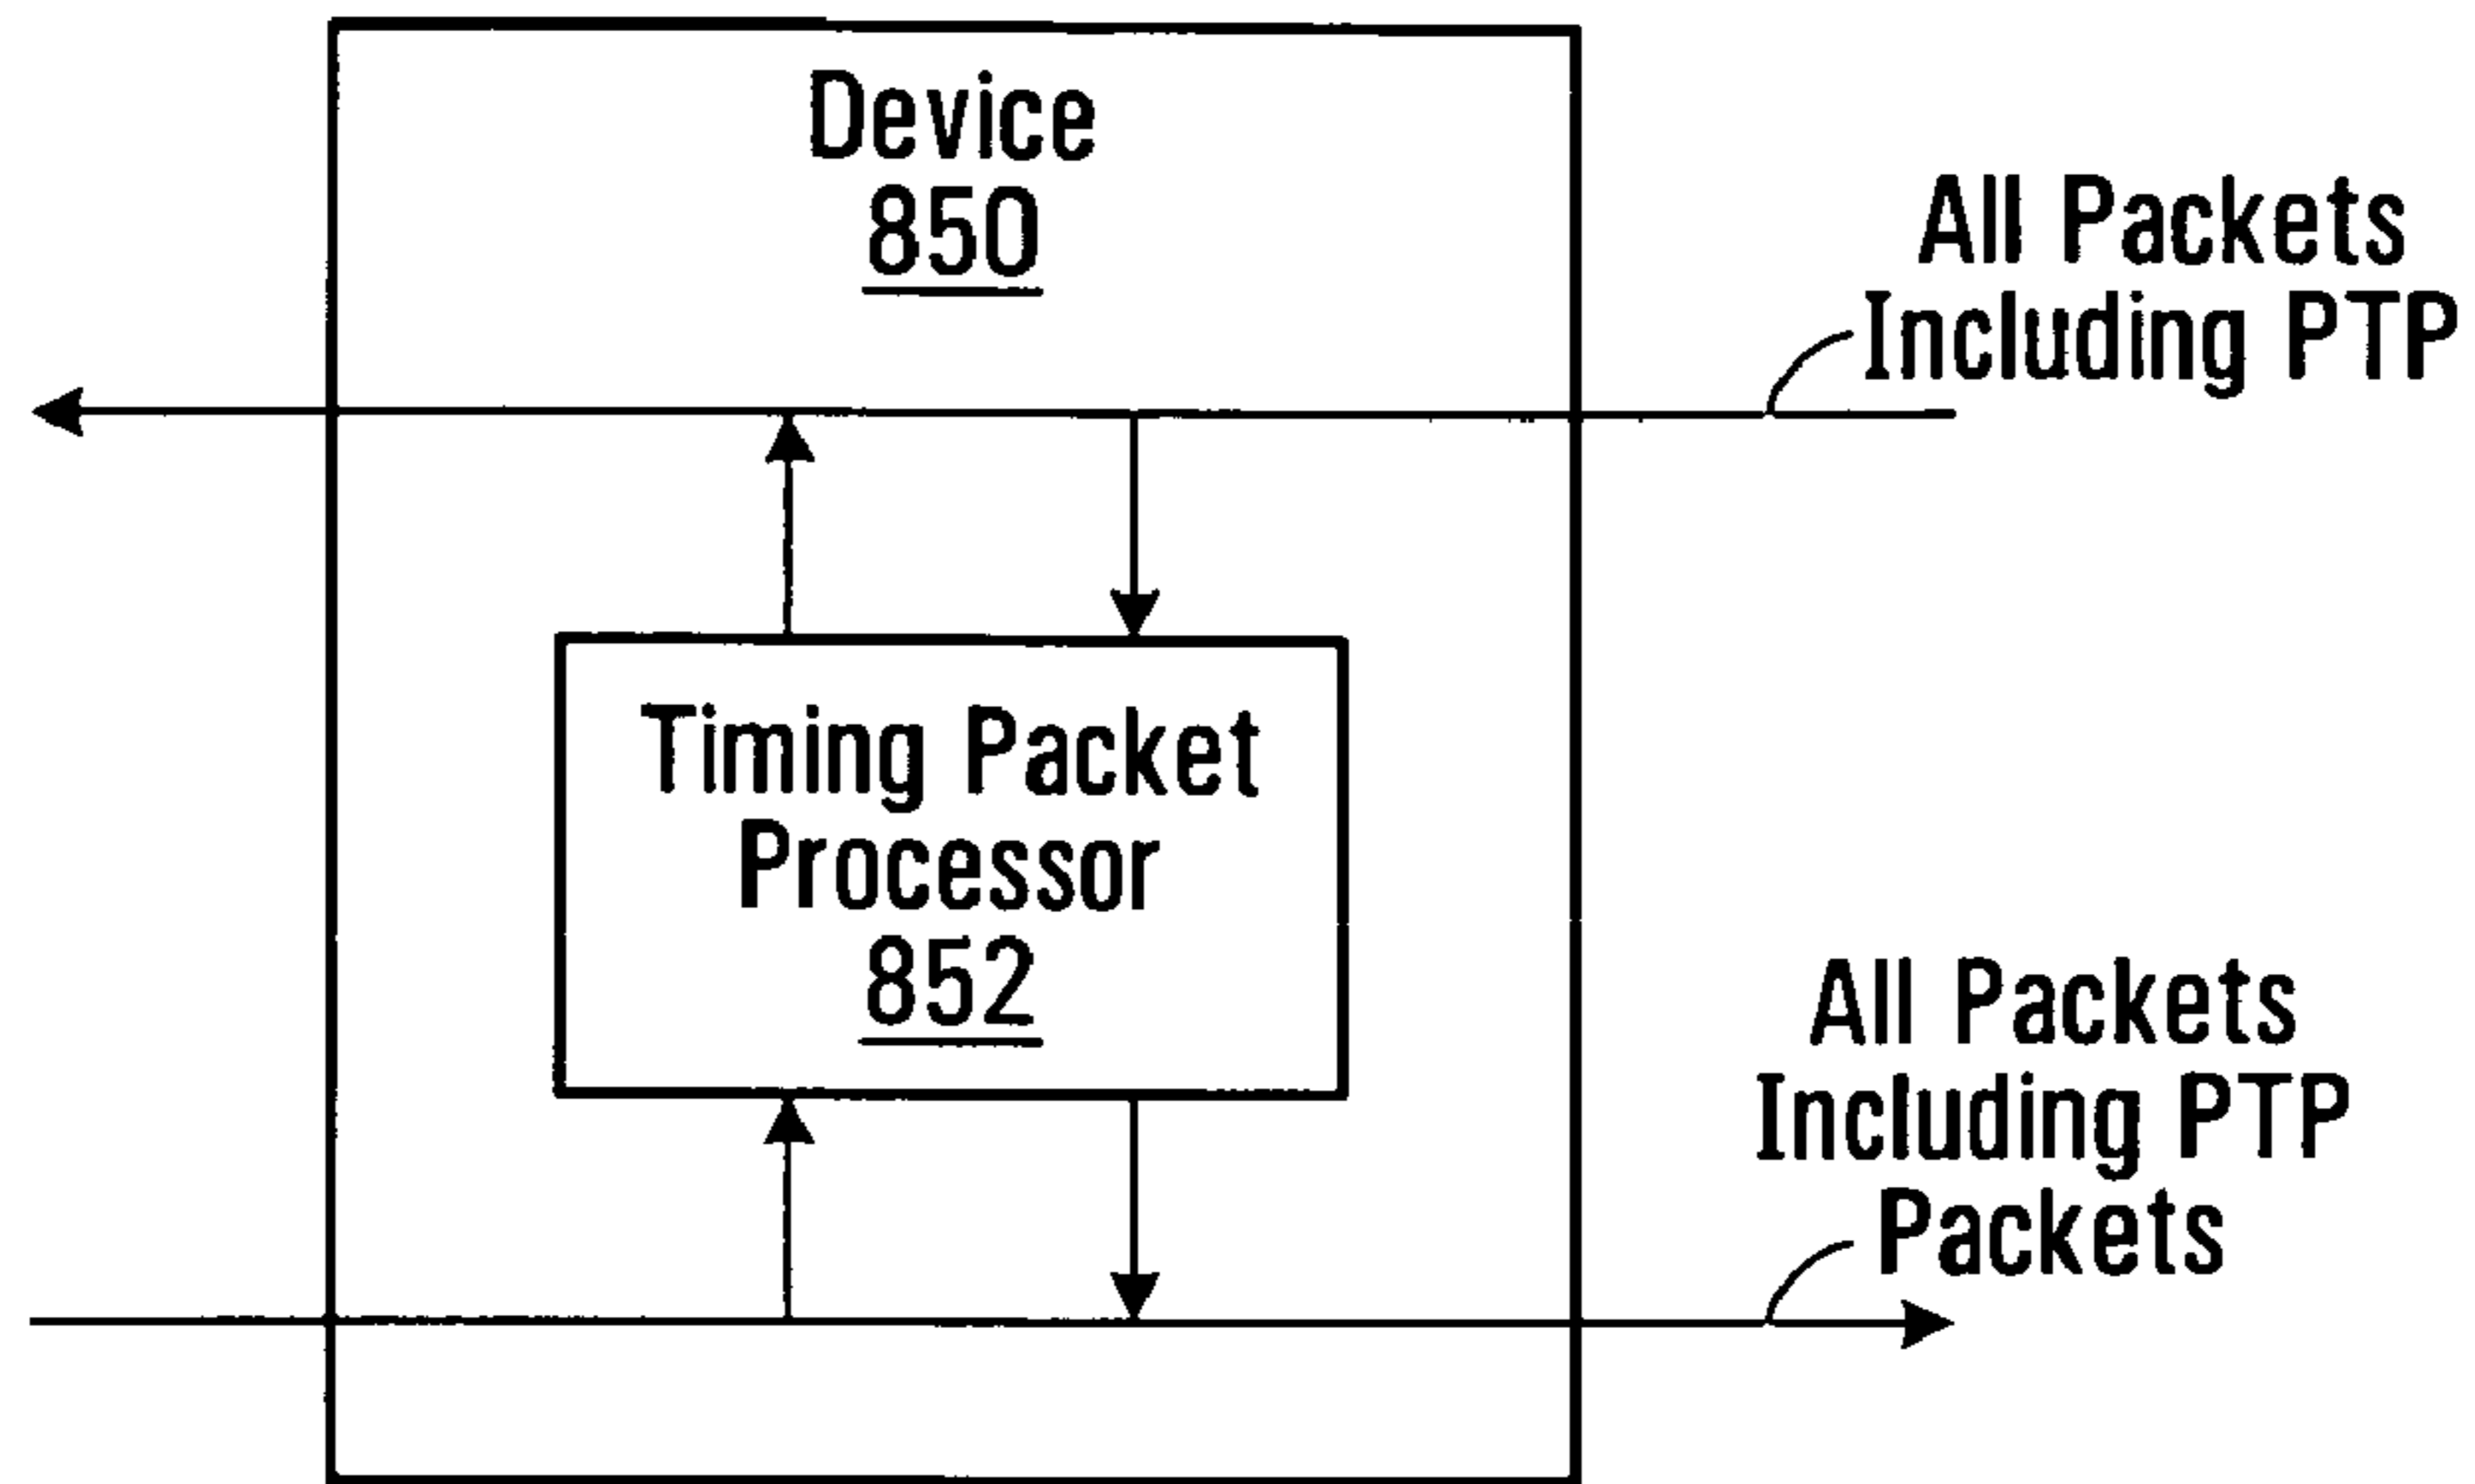 Device
850
All Packets
Including PTP
Timing Packet
Processor
852
All Packets
Including PTP
Packets